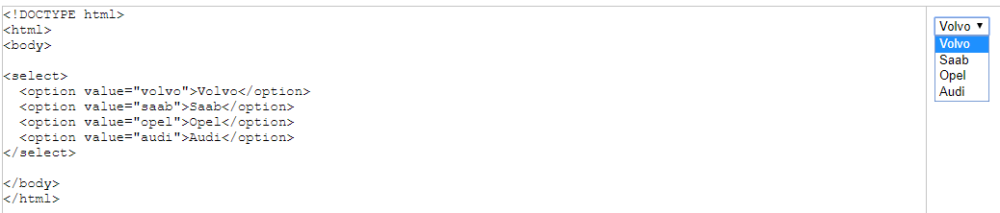 <!DOCTYPE html>
<html>
<body>
<select>
  <option value="volvo">Volvo</option>
  <option value="saab">Saab</option>
  <option value="opel">Opel</option>
  <option value="audi">Audi</option>
</select>
</body>
</html>
Volvo
Volvo
Saab
Opel
Audi